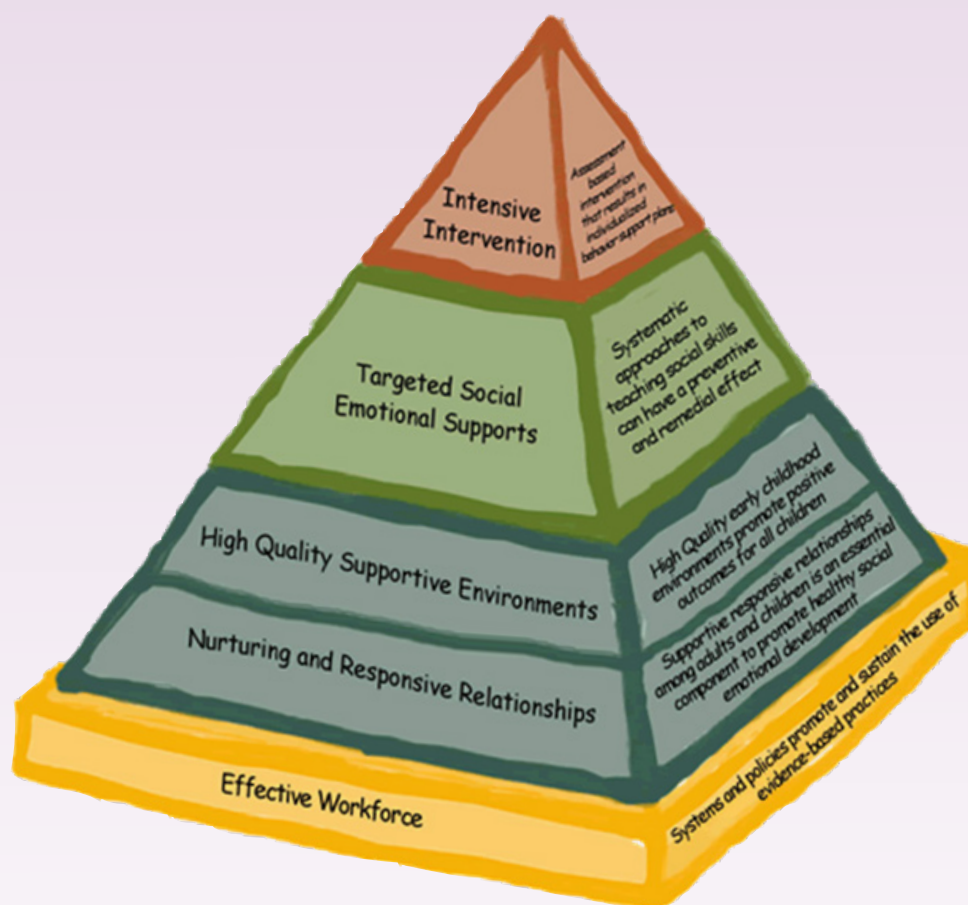 Intensive
Intervention
Assessment
based
intervention
that results in
individualized
behavior support plans
Targeted Social
Emotional Supports
Systematic
approaches to
teaching social skills
can have a preventive
and remedial effect
High Quality Supportive Environments
High Quality early childhood
environments promote positive
outcomes for all children
Nurturing and Responsive Relationships
Supportive responsive relationships
among adults and children is an essential
component to promote healthy social
emotional development
Effective Workforce
Systems and policies promote and sustain the use of
evidence-based practices